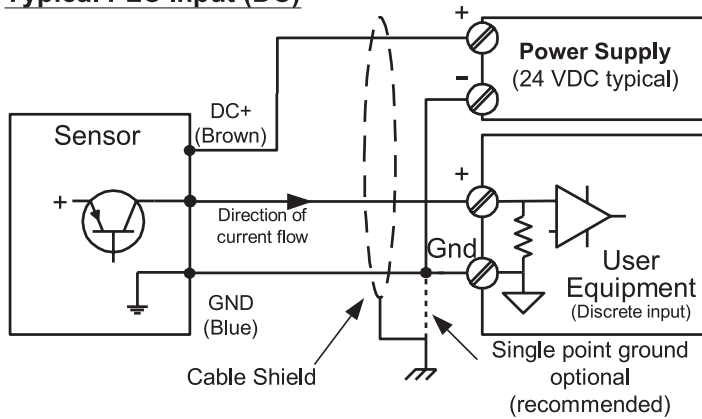 Typical PLC Input (DC)
+
Power Supply
(24 VDC typical)
–
DC+
(Brown)
Sensor
+
+
Direction of
current flow
Gnd
User
Equipment
(Discrete input)
GND
(Blue)
Cable Shield
Single point ground
optional
(recommended)